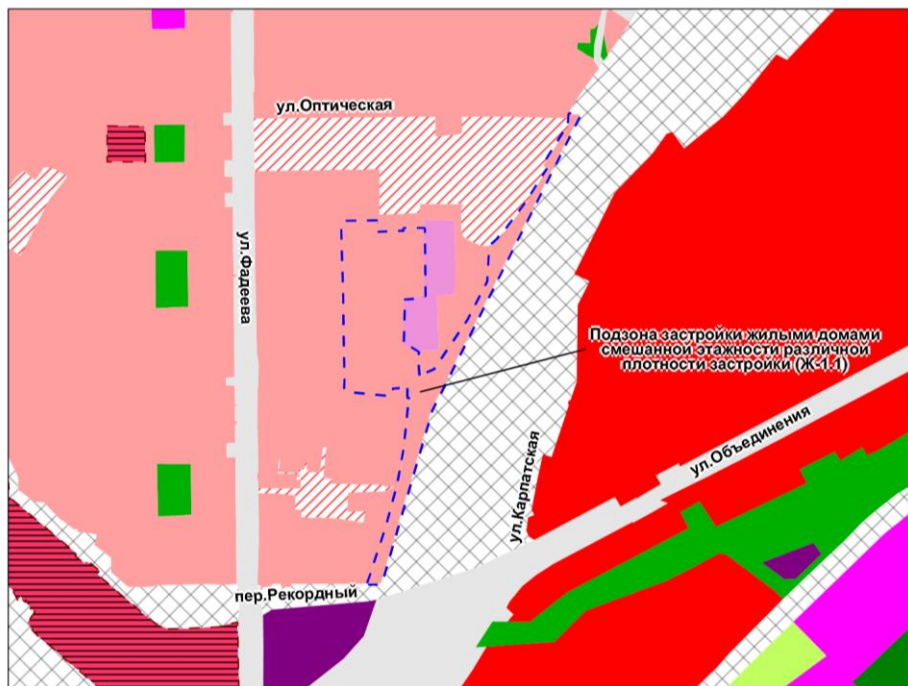 ул.Оптическая
ул.Фадеева
Подзона застройки жилыми домами
смешанной этажности различной
плотности застройки (Ж-1.1)
ул.Объединения
ул.Карпатская
пер.Рекордный